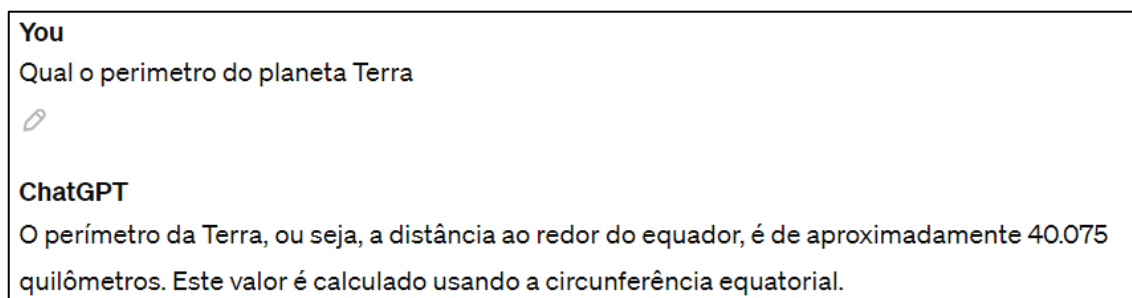 You
Qual o perimetro do planeta Terra
ChatGPT
O perímetro da Terra, ou seja, a distância ao redor do equador, é de aproximadamente 40.075
quilômetros. Este valor é calculado usando a circunferência equatorial.